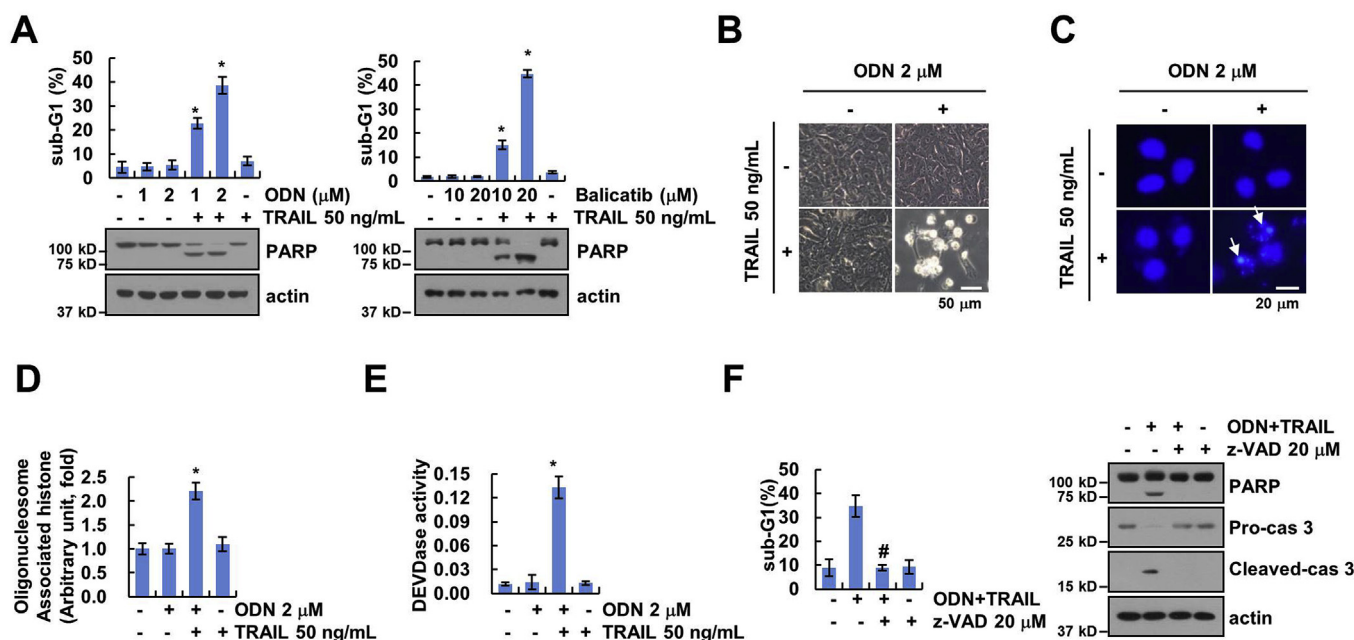 A
sub-G1 (%)
50
40
30
20
10
0
*
*
- 1 2 1 2 - ODN (μM)
- - - + + + TRAIL 50 ng/mL
100 kD
75 kD
PARP
37 kD
actin
sub-G1 (%)
50
40
30
20
10
0
*
*
- 10 20 10 20 - Balicatib (μM)
- - - + + + TRAIL 50 ng/mL
100 kD
75 kD
PARP
37 kD
actin
B
ODN 2 μM
- +
TRAIL 50 ng/mL
-
+
50 μm
C
ODN 2 μM
- +
TRAIL 50 ng/mL
-
+
20 μm
D
Oligonucleosome
Associated histone
(Arbitrary unit, fold)
2.5
2.0
1.5
1.0
0.5
0.0
*
- + + - ODN 2 μM
- - + + TRAIL 50 ng/mL
E
DEVDase activity
0.15
0.12
0.09
0.06
0.03
0.00
*
- + + - ODN 2 μM
- - + + TRAIL 50 ng/mL
F
sub-G1(%)
50
40
30
20
10
0
#
- + + - ODN+TRAIL
- - + + z-VAD 20 μM
- + + - ODN+TRAIL
- - + + z-VAD 20 μM
100 kD
75 kD
PARP
25 kD
Pro-cas 3
15 kD
Cleaved-cas 3
37 kD
actin